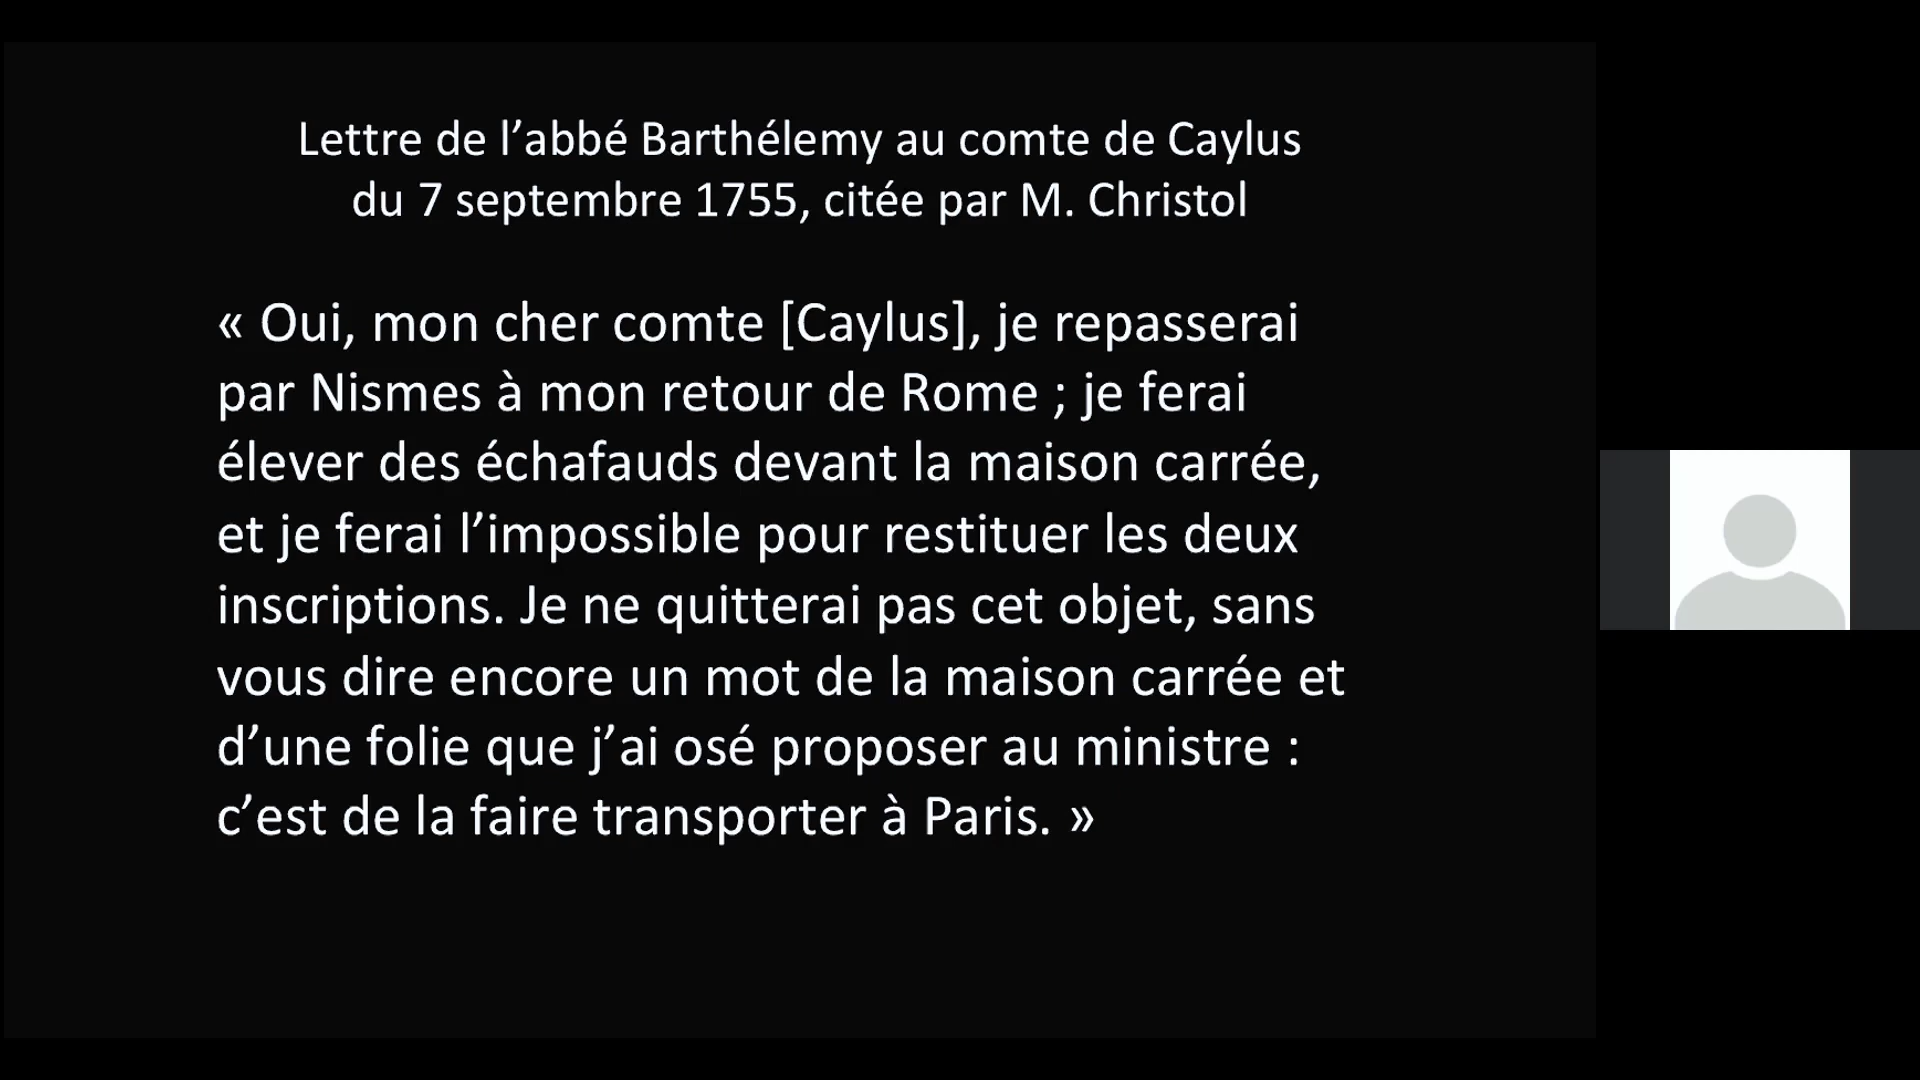 Lettre de l’abbé Barthélemy au comte de Caylus
du 7 septembre 1755, citée par M. Christol
« Oui, mon cher comte [Caylus], je repasserai
par Nismes à mon retour de Rome ; je ferai
élever des échafauds devant la maison carrée,
et je ferai l’impossible pour restituer les deux
inscriptions. Je ne quitterai pas cet objet, sans
vous dire encore un mot de la maison carrée et
d’une folie que j’ai osé proposer au ministre :
c’est de la faire transporter à Paris. »